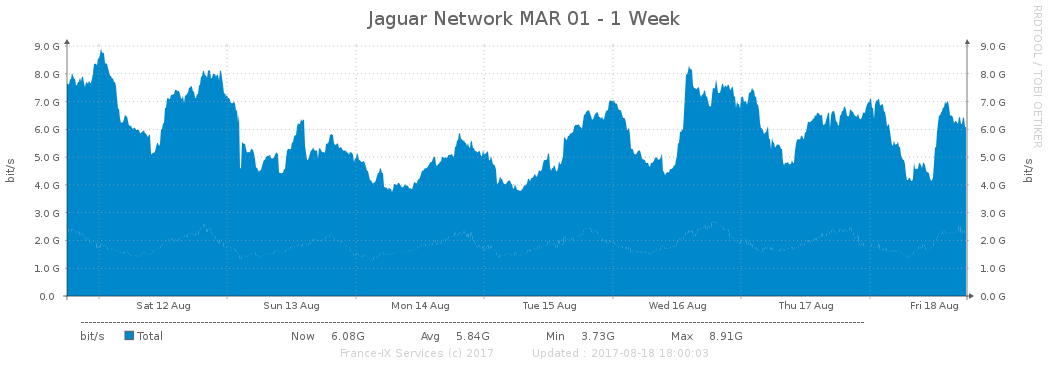 Jaguar Network MAR 01 - 1 Week
RRDTOOL / TOBI OETIKER
9.0 G 9.0 G
8.0 G 8.0 G
7.0 G 7.0 G
6.0 G 6.0 G
5.0 G 5.0 G
4.0 G 4.0 G
3.0 G 3.0 G
2.0 G 2.0 G
1.0 G 1.0 G
0.0 0.0 G
bit/s
bit/s
Sat 12 Aug Sun 13 Aug Mon 14 Aug Tue 15 Aug Wed 16 Aug Thu 17 Aug Fri 18 Aug
bit/s Total Now 6.08G Avg 5.84G Min 3.73G Max 8.91G
France-IX Services (c) 2017 Updated : 2017-08-18 18:00:03